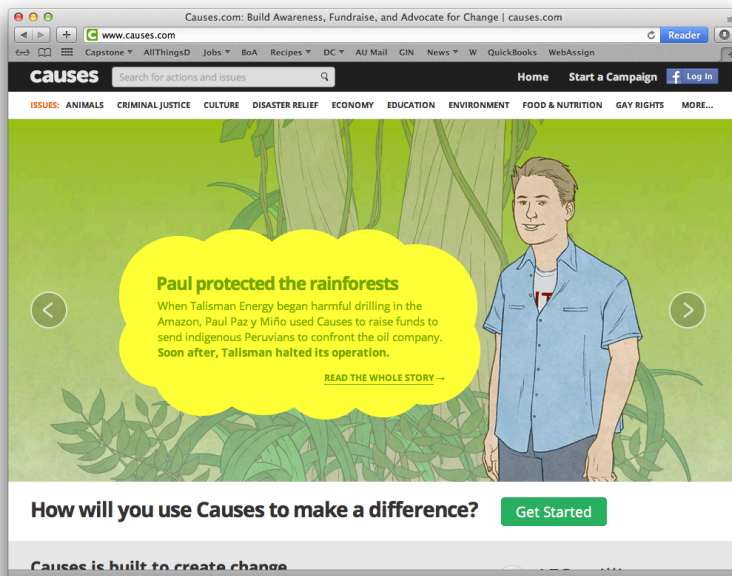 Causes.com: Build Awareness, Fundraise, and Advocate for Change | causes.com
C www.causes.com Reader
Capstone AllThingsD Jobs BoA Recipes DC AU Mail GIN News W QuickBooks WebAssign
causes Search for actions and issues Home Start a Campaign f Log In
ISSUES: ANIMALS CRIMINAL JUSTICE CULTURE DISASTER RELIEF ECONOMY EDUCATION ENVIRONMENT FOOD & NUTRITION GAY RIGHTS MORE...
Paul protected the rainforests
When Talisman Energy began harmful drilling in the
Amazon, Paul Paz y Miño used Causes to raise funds to
send indigenous Peruvians to confront the oil company.
Soon after, Talisman halted its operation.
READ THE WHOLE STORY →
How will you use Causes to make a difference? Get Started
Causes is built to create change